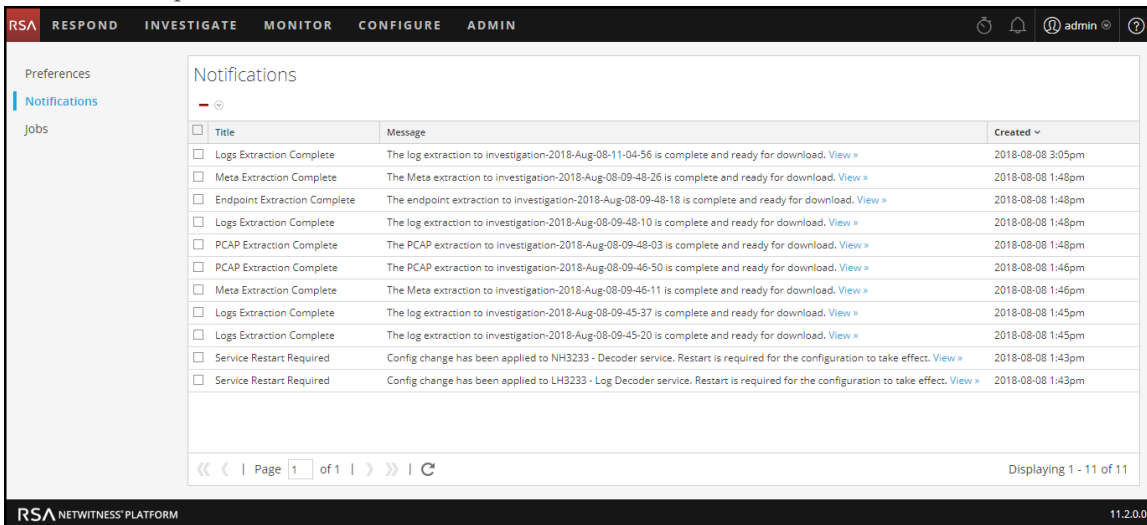 RSA RESPOND INVESTIGATE MONITOR CONFIGURE ADMIN admin ?
Preferences
Notifications
Jobs
Notifications
Title Message Created
Logs Extraction Complete The log extraction to investigation-2018-Aug-08-11-04-56 is complete and ready for download. View » 2018-08-08 3:05pm
Meta Extraction Complete The Meta extraction to investigation-2018-Aug-08-09-48-26 is complete and ready for download. View » 2018-08-08 1:48pm
Endpoint Extraction Complete The endpoint extraction to investigation-2018-Aug-08-09-48-18 is complete and ready for download. View » 2018-08-08 1:48pm
Logs Extraction Complete The log extraction to investigation-2018-Aug-08-09-48-10 is complete and ready for download. View » 2018-08-08 1:48pm
PCAP Extraction Complete The PCAP extraction to investigation-2018-Aug-08-09-48-03 is complete and ready for download. View » 2018-08-08 1:48pm
PCAP Extraction Complete The PCAP extraction to investigation-2018-Aug-08-09-46-50 is complete and ready for download. View » 2018-08-08 1:46pm
Meta Extraction Complete The Meta extraction to investigation-2018-Aug-08-09-46-11 is complete and ready for download. View » 2018-08-08 1:46pm
Logs Extraction Complete The log extraction to investigation-2018-Aug-08-09-45-37 is complete and ready for download. View » 2018-08-08 1:45pm
Logs Extraction Complete The log extraction to investigation-2018-Aug-08-09-45-20 is complete and ready for download. View » 2018-08-08 1:45pm
Service Restart Required Config change has been applied to NH3233 - Decoder service. Restart is required for the configuration to take effect. View » 2018-08-08 1:43pm
Service Restart Required Config change has been applied to LH3233 - Log Decoder service. Restart is required for the configuration to take effect. View » 2018-08-08 1:43pm
Page 1 of 1 Displaying 1 - 11 of 11
RSA NETWITNESS® PLATFORM 11.2.0.0